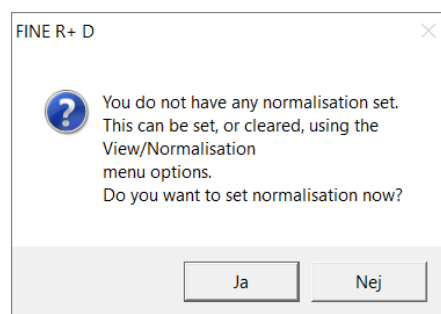 FINE R+ D
You do not have any normalisation set.
This can be set, or cleared, using the
View/Normalisation
menu options.
Do you want to set normalisation now?
Ja
Nej